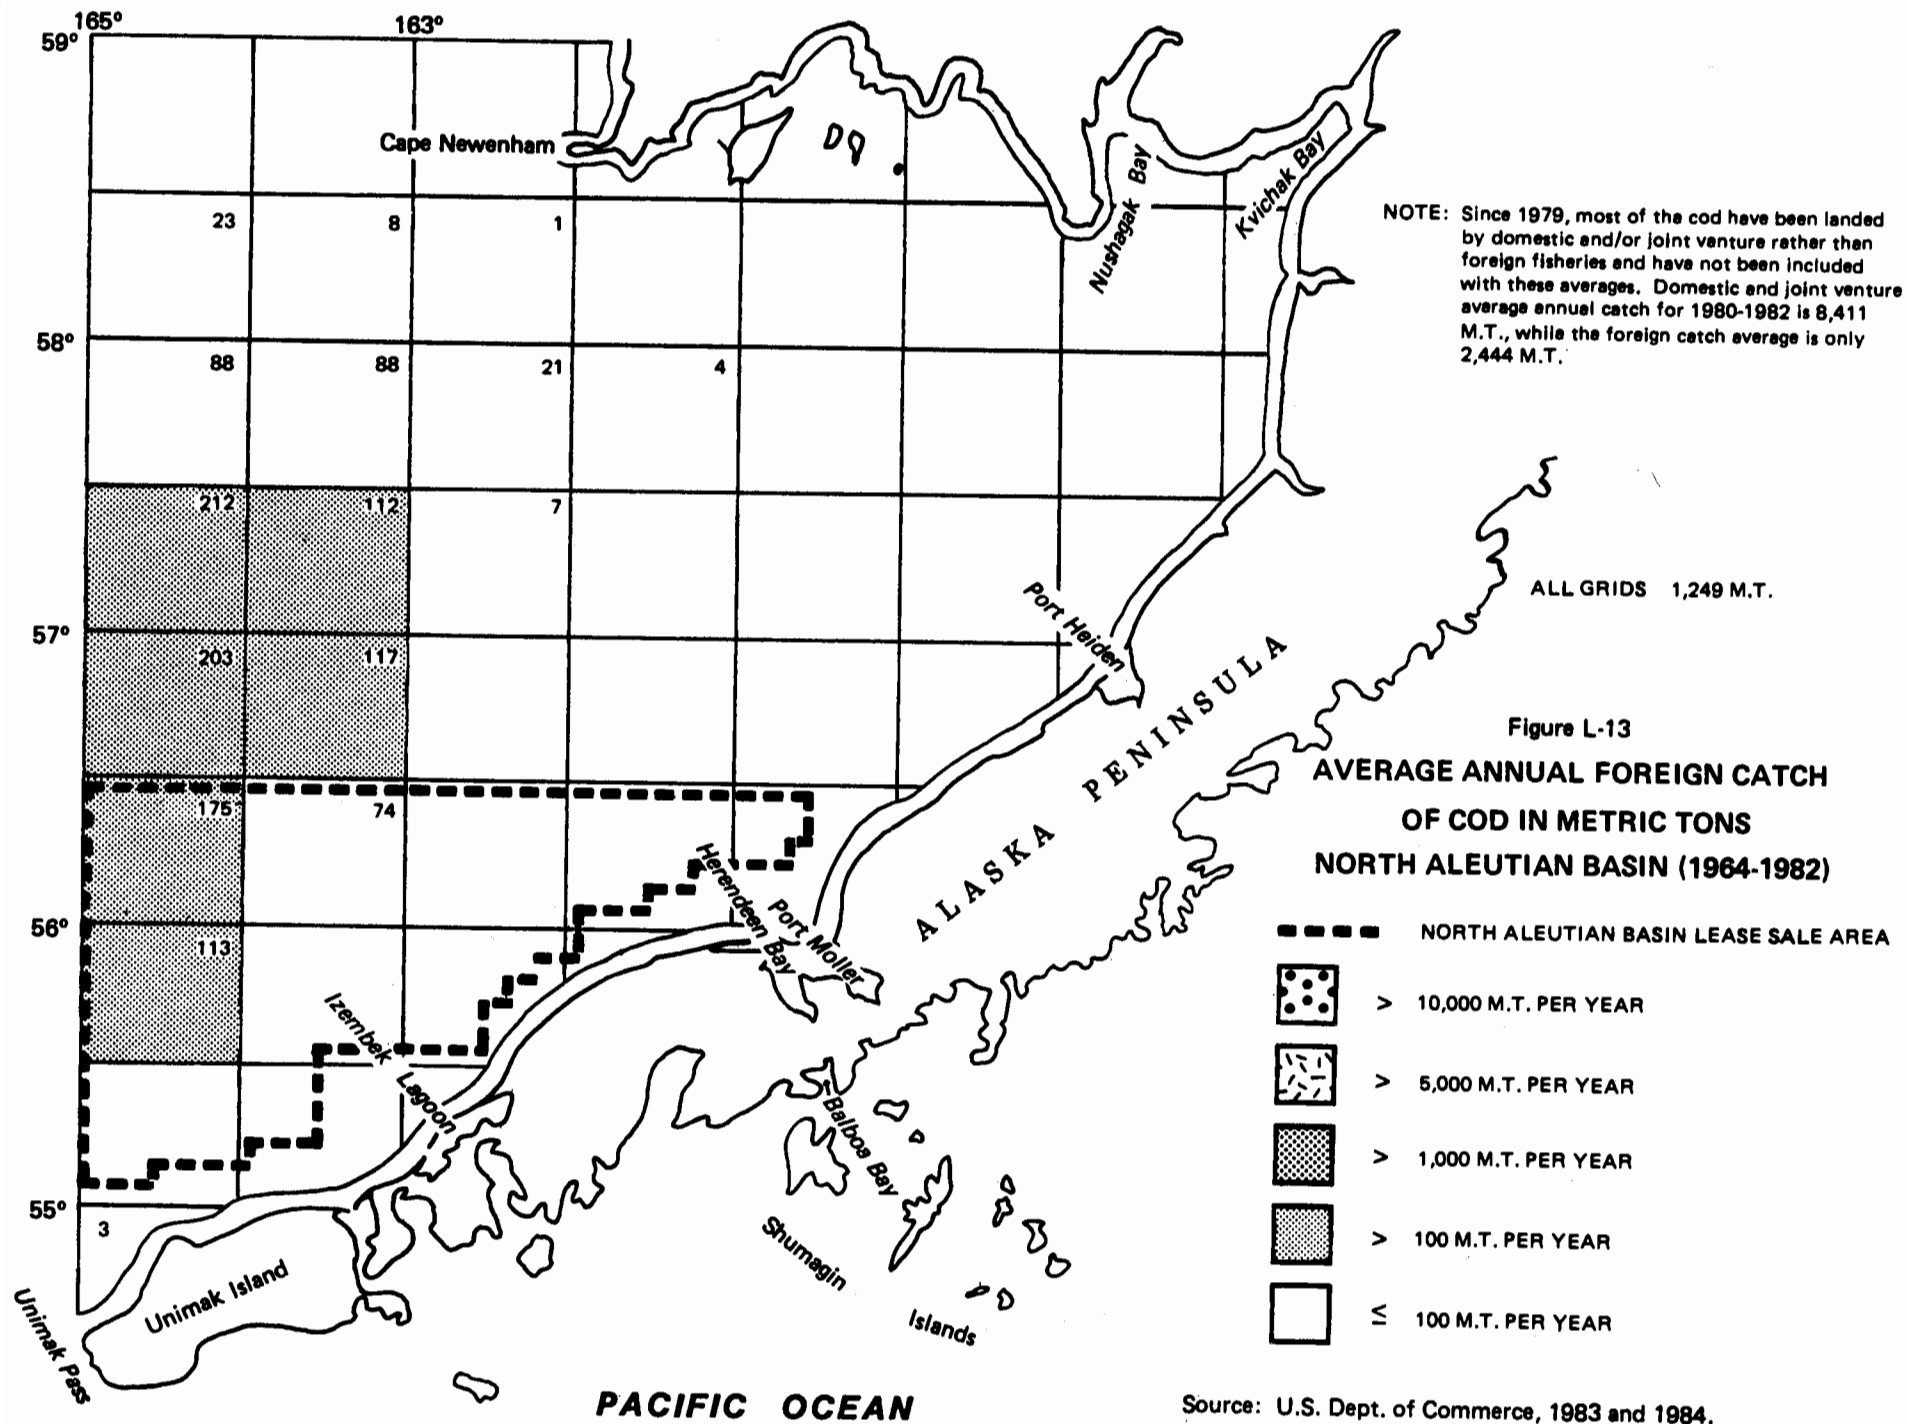 165°
163°
59°
Cape Newenham
Nushagak Bay
Kvichak Bay
23 8 1
NOTE: Since 1979, most of the cod have been landed
by domestic and/or joint venture rather than
foreign fisheries and have not been included
with these averages. Domestic and joint venture
average annual catch for 1980-1982 is 8,411
M.T., while the foreign catch average is only
2,444 M.T.
58°
88 88 21 4
212 112 7
Port Heiden
ALL GRIDS 1,249 M.T.
57°
203 117
ALASKA PENINSULA
Figure L-13
AVERAGE ANNUAL FOREIGN CATCH
OF COD IN METRIC TONS
NORTH ALEUTIAN BASIN (1964-1982)
175 74
Herendeen Bay
Port Moller
56°
113
NORTH ALEUTIAN BASIN LEASE SALE AREA
> 10,000 M.T. PER YEAR
> 5,000 M.T. PER YEAR
> 1,000 M.T. PER YEAR
> 100 M.T. PER YEAR
≤ 100 M.T. PER YEAR
Izembek Lagoon
Balboa Bay
55°
3
Shumagin
Islands
Unimak Island
Unimak Pass
PACIFIC OCEAN
Source: U.S. Dept. of Commerce, 1983 and 1984.